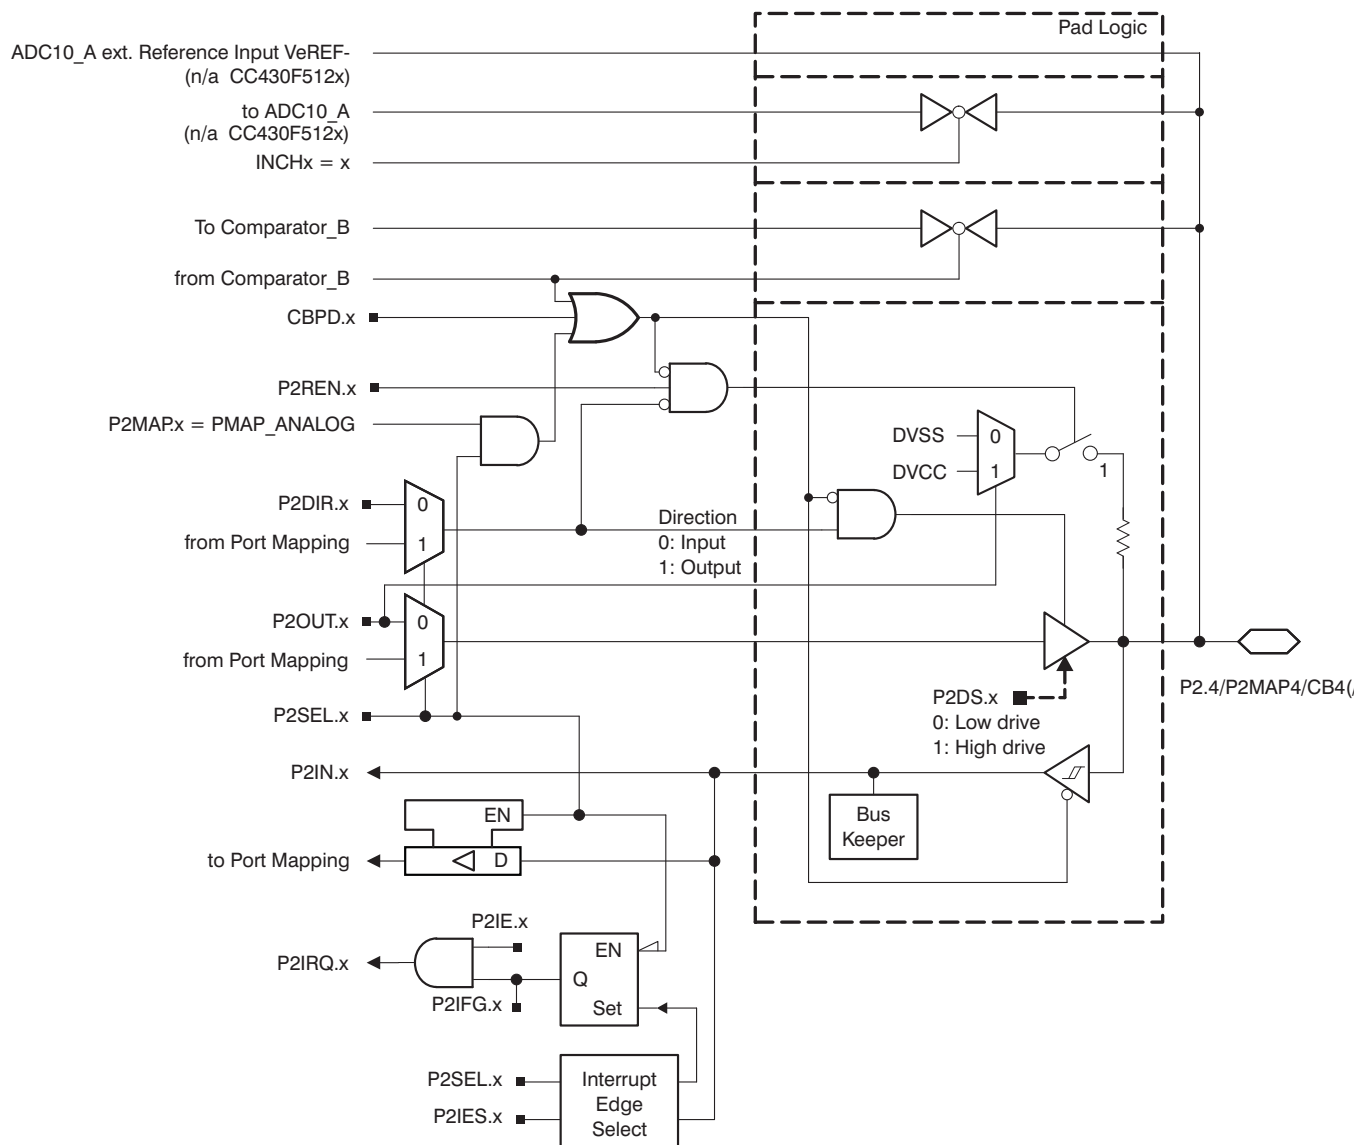 Pad Logic
ADC10_A ext. Reference Input VeREF-
(n/a CC430F512x)
to ADC10_A
(n/a CC430F512x)
INCHx = x
To Comparator_B
from Comparator_B
CBPD.x
P2REN.x
P2MAP.x = PMAP_ANALOG
DVSS
0
DVCC
1
1
P2DIR.x
0
from Port Mapping
1
Direction
0: Input
1: Output
P2OUT.x
0
from Port Mapping
1
P2SEL.x
P2DS.x
0: Low drive
1: High drive
P2.4/P2MAP4/CB4(
P2IN.x
EN
Bus
Keeper
to Port Mapping
D
P2IE.x
P2IRQ.x
EN
Q
P2IFG.x
Set
P2SEL.x
P2IES.x
Interrupt
Edge
Select